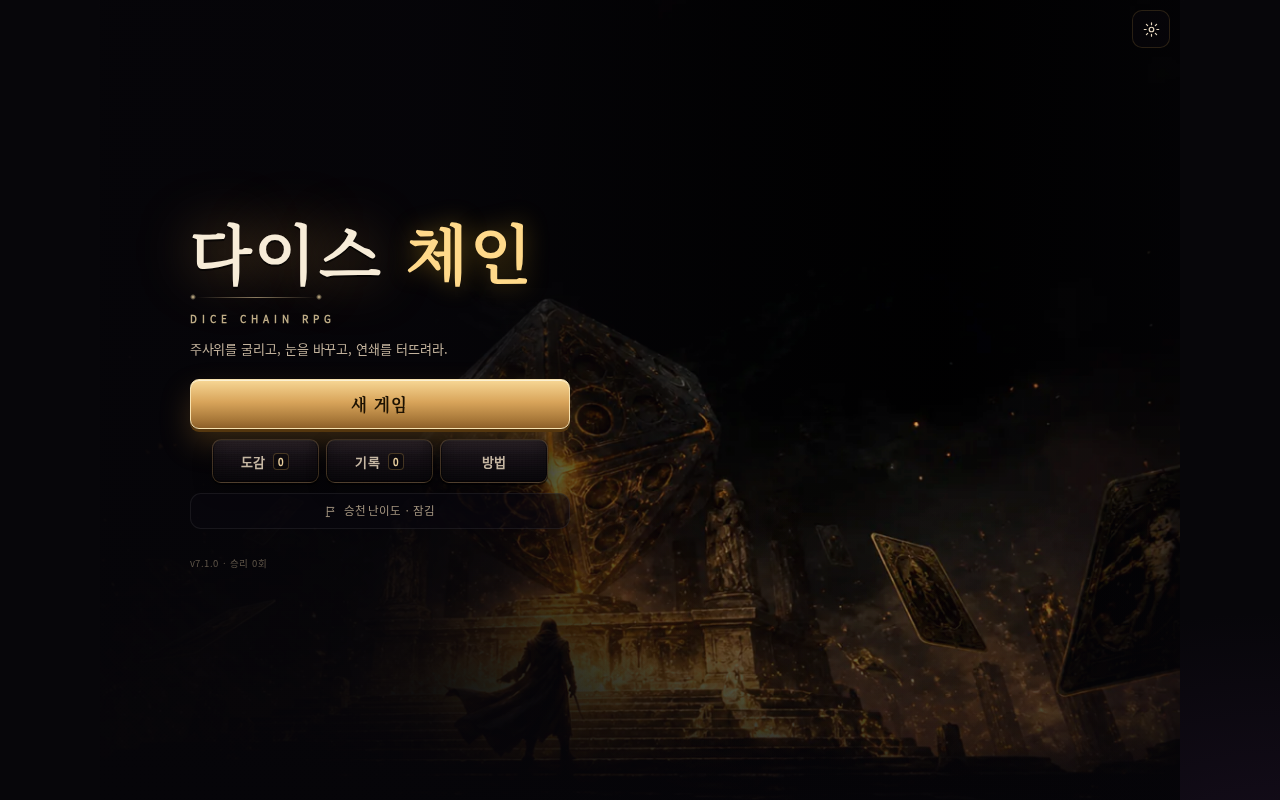 다이스 체인
DICE CHAIN RPG
주사위를 굴리고, 눈을 바꾸고, 연쇄를 터뜨려라.
새 게임
도감 0 기록 0 방법
승천 난이도 · 잠김
v7.1.0 · 승리 0회